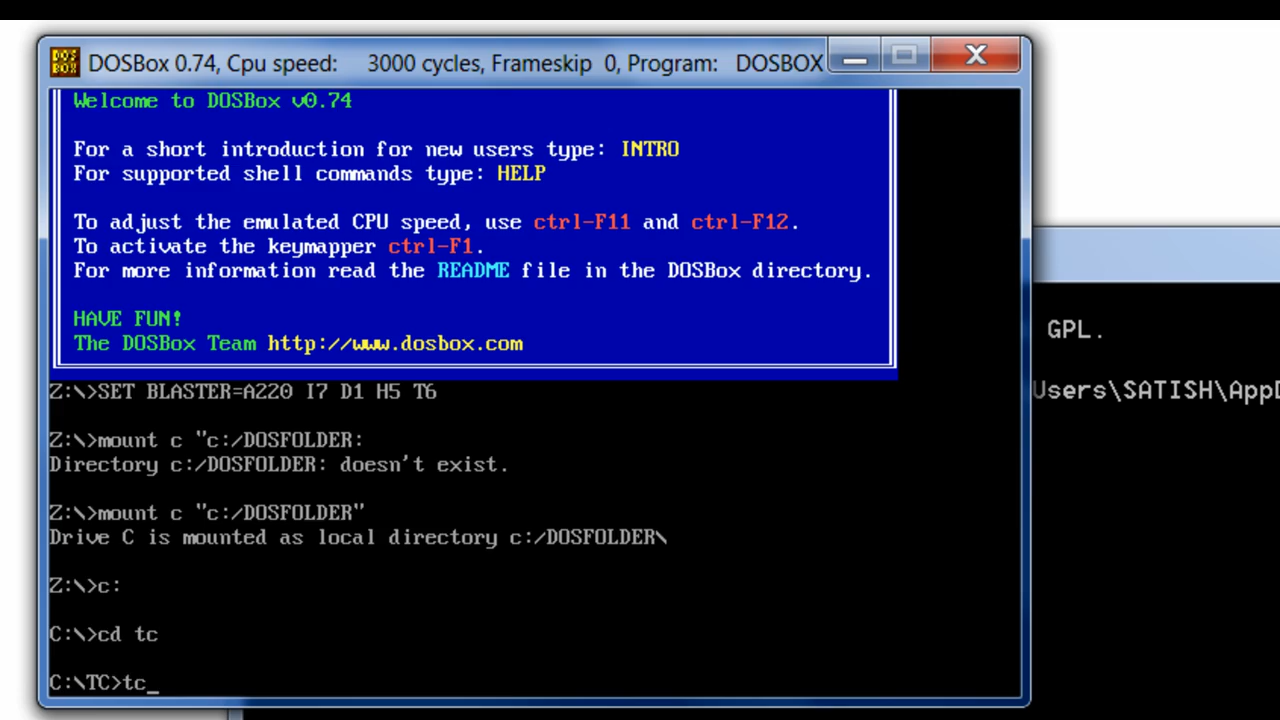 DOSBox 0.74, Cpu speed: 3000 cycles, Frameskip 0, Program: DOSBOX
Welcome to DOSBox v0.74
For a short introduction for new users type: INTRO
For supported shell commands type: HELP
To adjust the emulated CPU speed, use ctrl-F11 and ctrl-F12.
To activate the keymapper ctrl-F1.
For more information read the README file in the DOSBox directory.
HAVE FUN!
The DOSBox Team http://www.dosbox.com
Z:\>SET BLASTER=A220 I7 D1 H5 T6
Z:\>mount c "c:/DOSFOLDER:
Directory c:/DOSFOLDER: doesn't exist.
Z:\>mount c "c:/DOSFOLDER"
Drive C is mounted as local directory c:/DOSFOLDER\
Z:\>c:
C:\>cd tc
C:\TC>tc_
GPL.
Users\SATISH\AppD